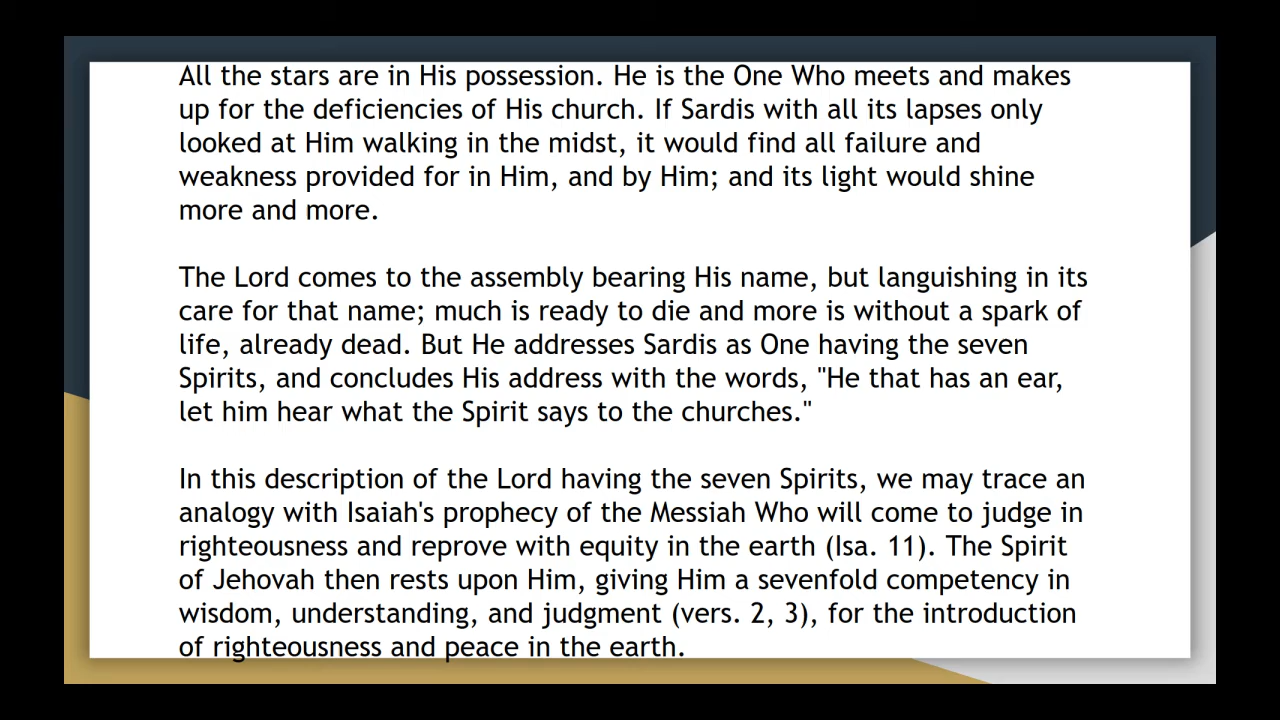 All the stars are in His possession. He is the One Who meets and makes
up for the deficiencies of His church. If Sardis with all its lapses only
looked at Him walking in the midst, it would find all failure and
weakness provided for in Him, and by Him; and its light would shine
more and more.
The Lord comes to the assembly bearing His name, but languishing in its
care for that name; much is ready to die and more is without a spark of
life, already dead. But He addresses Sardis as One having the seven
Spirits, and concludes His address with the words, "He that has an ear,
let him hear what the Spirit says to the churches."
In this description of the Lord having the seven Spirits, we may trace an
analogy with Isaiah's prophecy of the Messiah Who will come to judge in
righteousness and reprove with equity in the earth (Isa. 11). The Spirit
of Jehovah then rests upon Him, giving Him a sevenfold competency in
wisdom, understanding, and judgment (vers. 2, 3), for the introduction
of righteousness and peace in the earth.